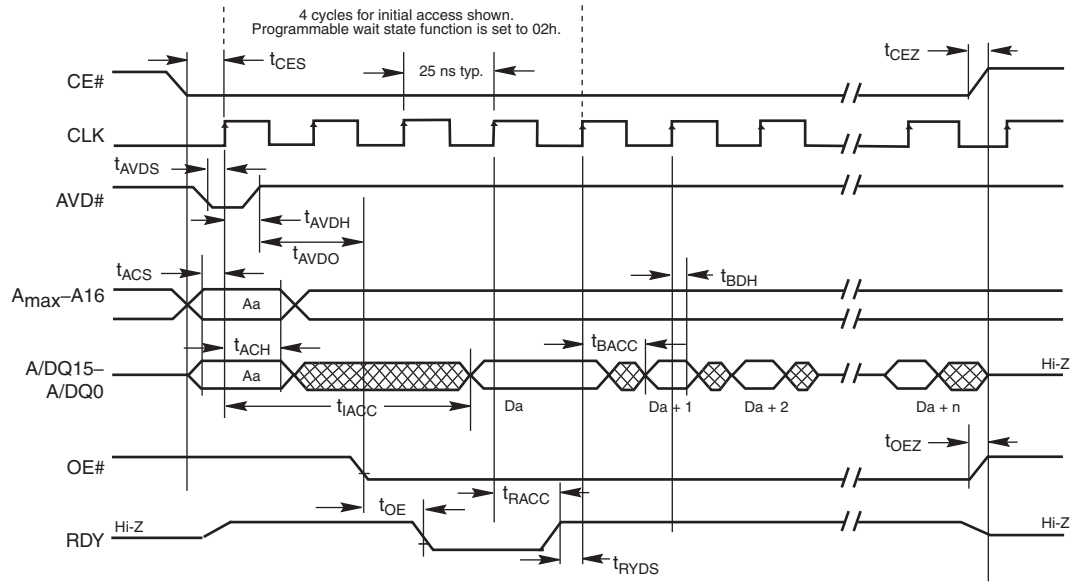 4 cycles for initial access shown.
Programmable wait state function is set to 02h.
tCES
tCEZ
CE#
25 ns typ.
CLK
tAVDS
AVD#
tAVDH
tAVDO
tACS
tBDH
Amax–A16
Aa
tACH
tBACC
A/DQ15–
A/DQ0
Aa
Hi-Z
tIACC
Da
Da + 1
Da + 2
Da + n
tOEZ
OE#
tOE
tRACC
RDY
Hi-Z
Hi-Z
tRYDS